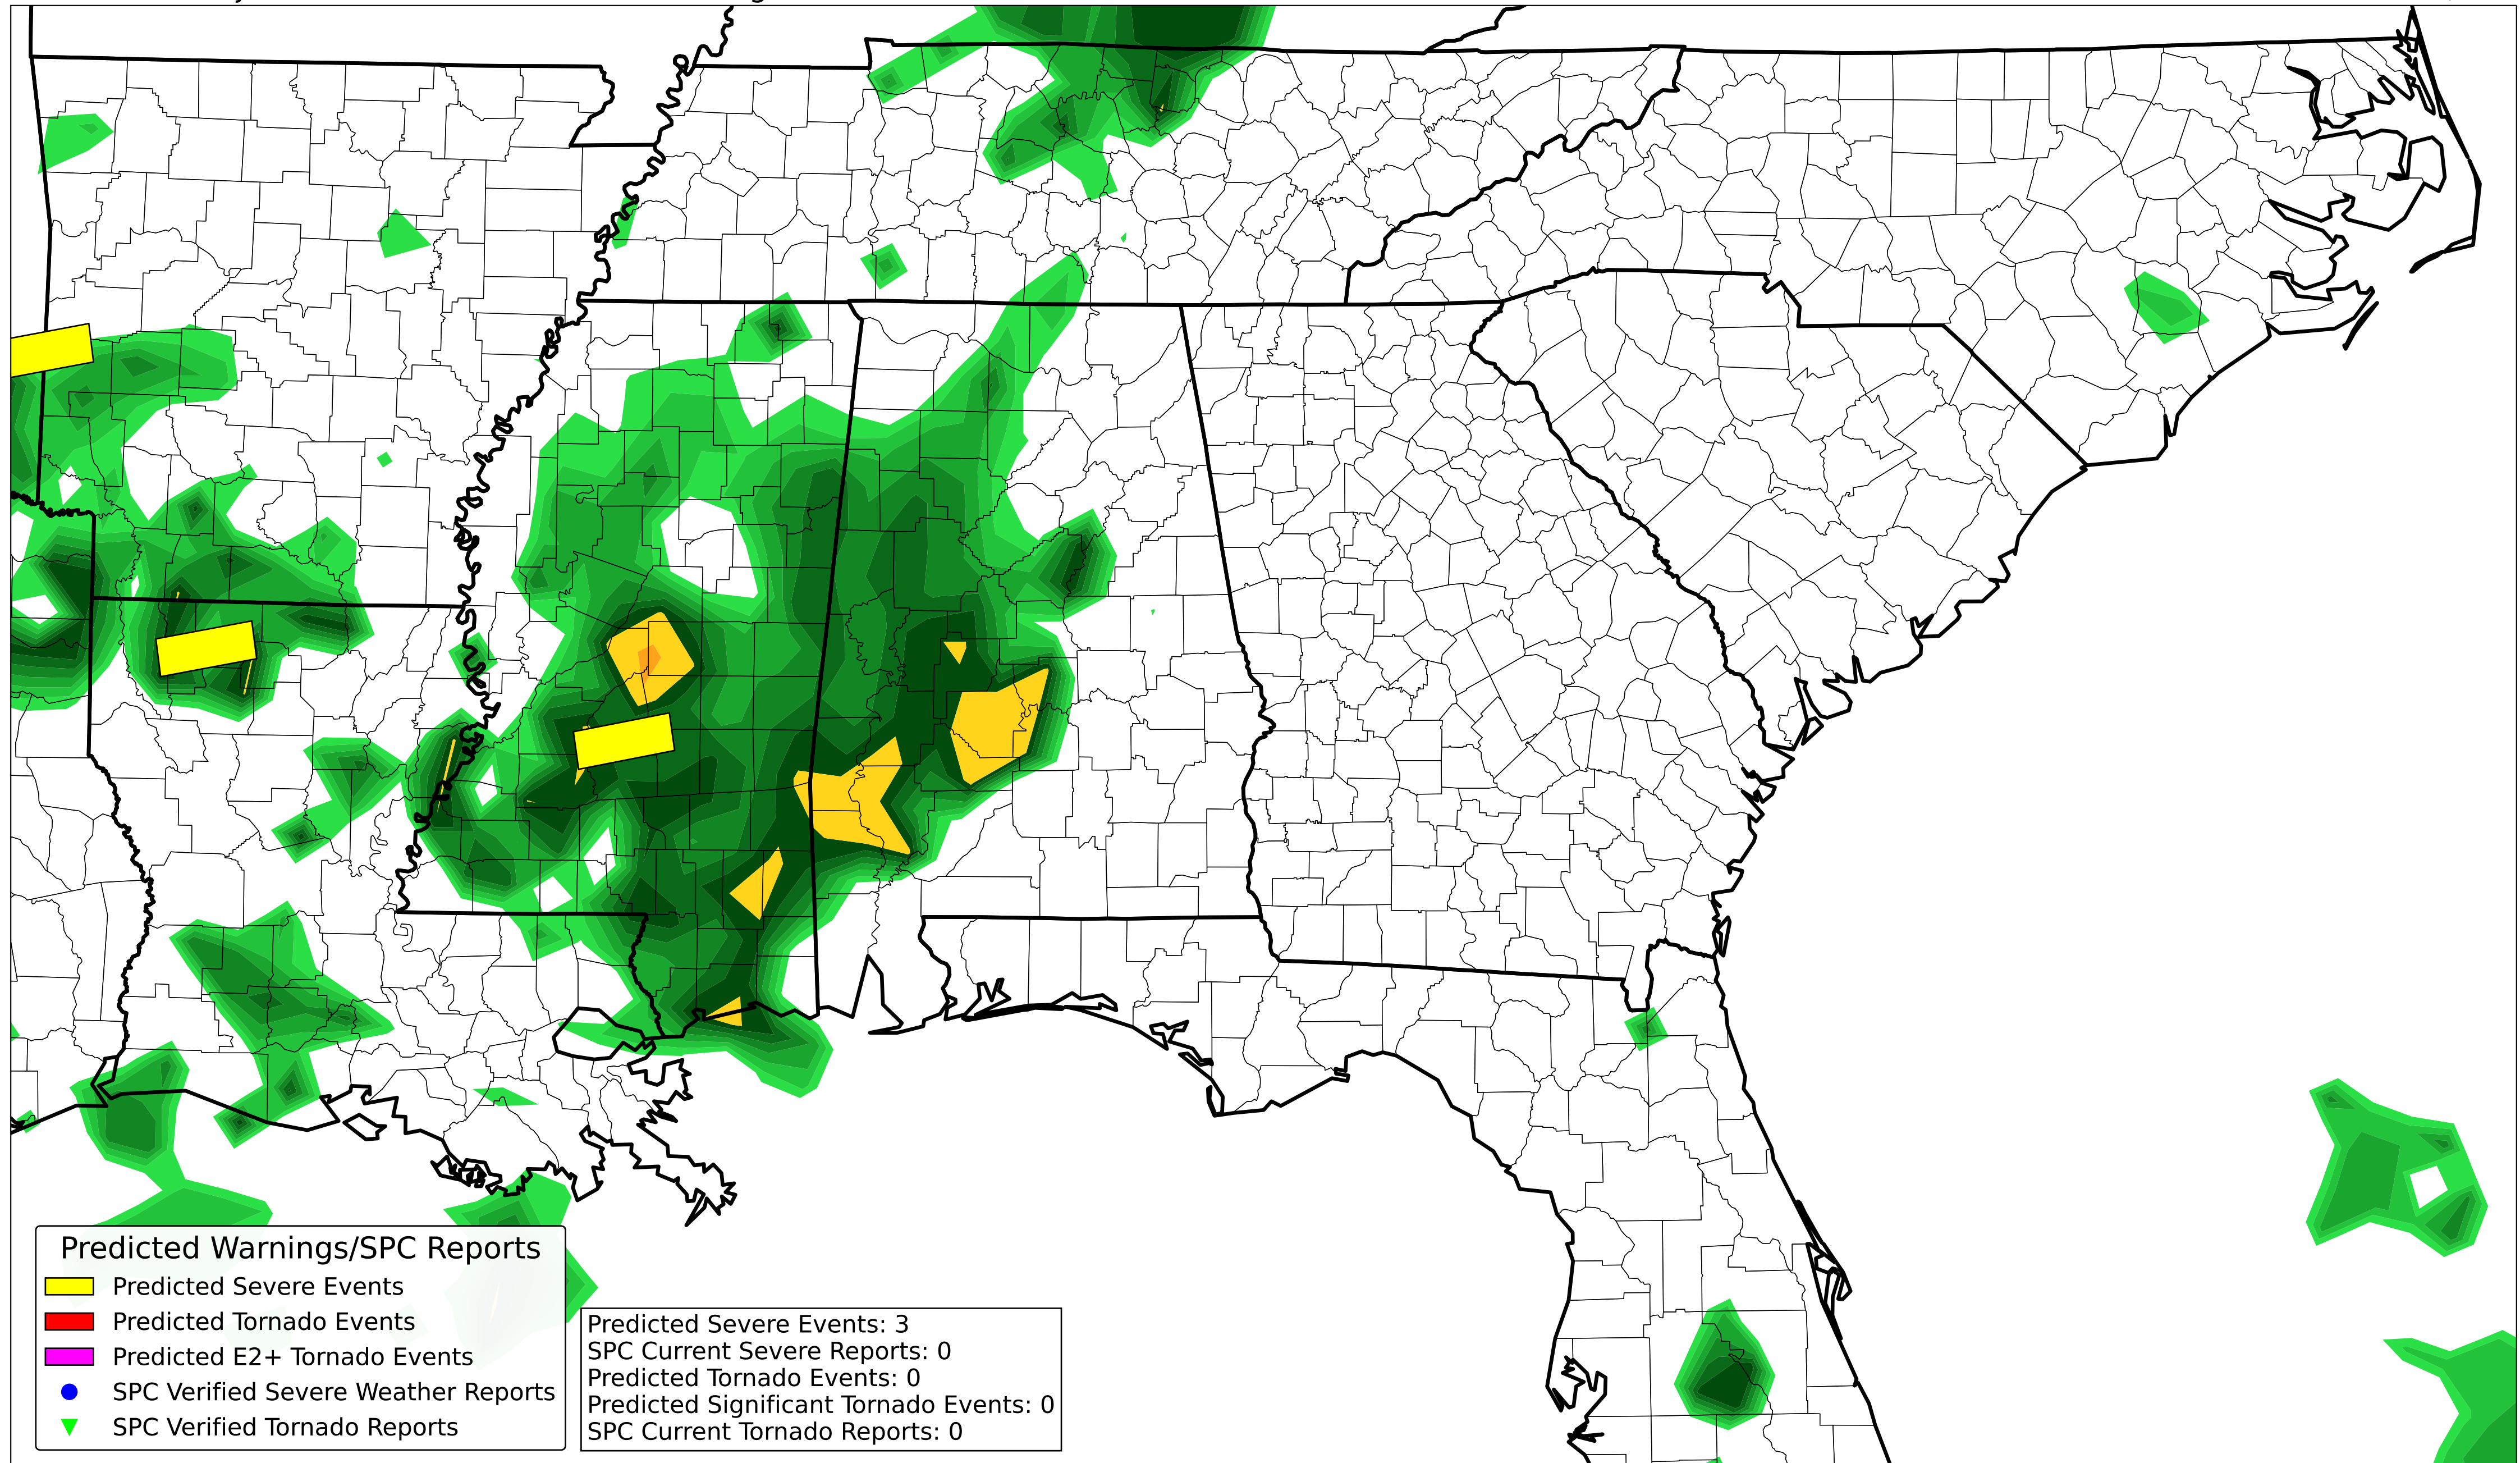 Predicted Warnings/SPC Reports
Predicted Severe Events
Predicted Tornado Events
Predicted E2+ Tornado Events
SPC Verified Severe Weather Reports
SPC Verified Tornado Reports
Predicted Severe Events: 3
SPC Current Severe Reports: 0
Predicted Tornado Events: 0
Predicted Significant Tornado Events: 0
SPC Current Tornado Reports: 0